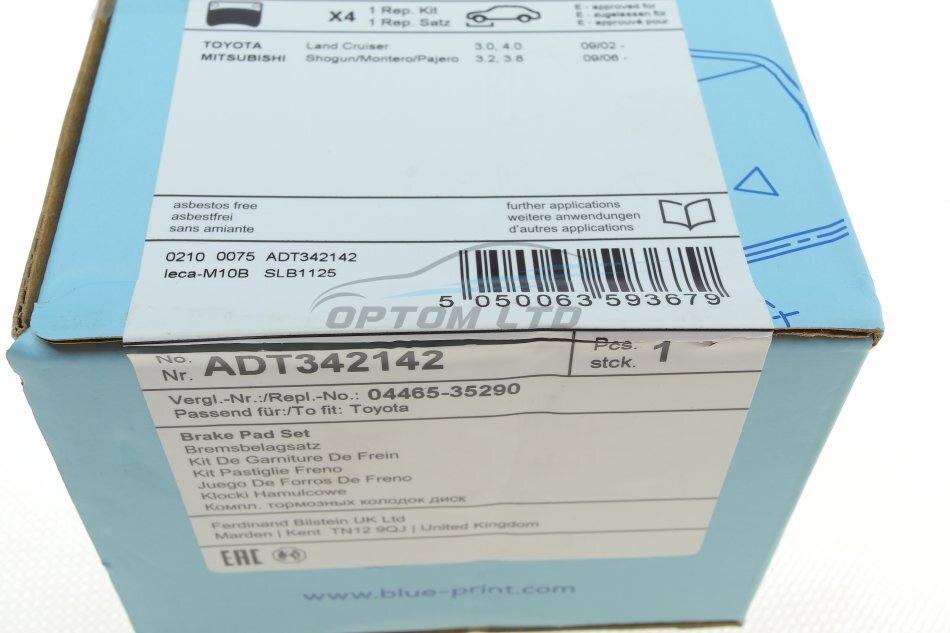 X4 1 Rep. Kit
1 Rep. Satz
E - approved for
E - zugelassen für
E - approuvé pour
TOYOTA Land Cruiser 3.0, 4.0 09/02 -
MITSUBISHI Shogun/Montero/Pajero 3.2, 3.8 09/06 -
asbestos free
asbestfrei
sans amiante
further applications
weitere anwendungen
d'autres applications
0210 0075 ADT342142
leca-M10B SLB1125
5 050063 593679
OPTOM LTD
No.
Nr. ADT342142
Pcs.
stck. 1
Vergl.-Nr.:/Repl.-No.: 04465-35290
Passend für:/To fit: Toyota
Brake Pad Set
Bremsbelagsatz
Kit De Garniture De Frein
Kit Pastiglie Freno
Juego De Forros De Freno
Klocki Hamulcowe
Компл. тормозных колодок диск
Ferdinand Bilstein UK Ltd
Marden | Kent TN12 9QJ | United Kingdom
EAC
www.blue-print.com